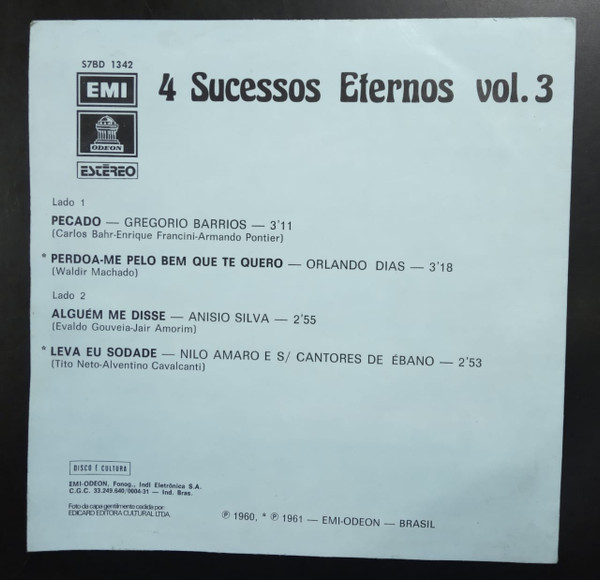 S7BD 1342
EMI
4 Sucessos Eternos vol. 3
ODEON
ESTÉREO
Lado 1
PECADO — GREGORIO BARRIOS — 3'11
(Carlos Bahr-Enrique Francini-Armando Pontier)
* PERDOA-ME PELO BEM QUE TE QUERO — ORLANDO DIAS — 3'18
(Waldir Machado)
Lado 2
ALGUÉM ME DISSE — ANISIO SILVA — 2'55
(Evaldo Gouveia-Jair Amorim)
* LEVA EU SODADE — NILO AMARO E S/ CANTORES DE ÉBANO — 2'53
(Tito Neto-Alventino Cavalcanti)
DISCO É CULTURA
EMI-ODEON, Fonog., Indl Eletrônica S.A.
C.G.C. 33.249.640/0004-31 — Ind. Bras.
Foto da capa gentilmente cedida por:
EDICARD EDITORA CULTURAL LTDA.
℗ 1960, * ℗ 1961 — EMI-ODEON — BRASIL